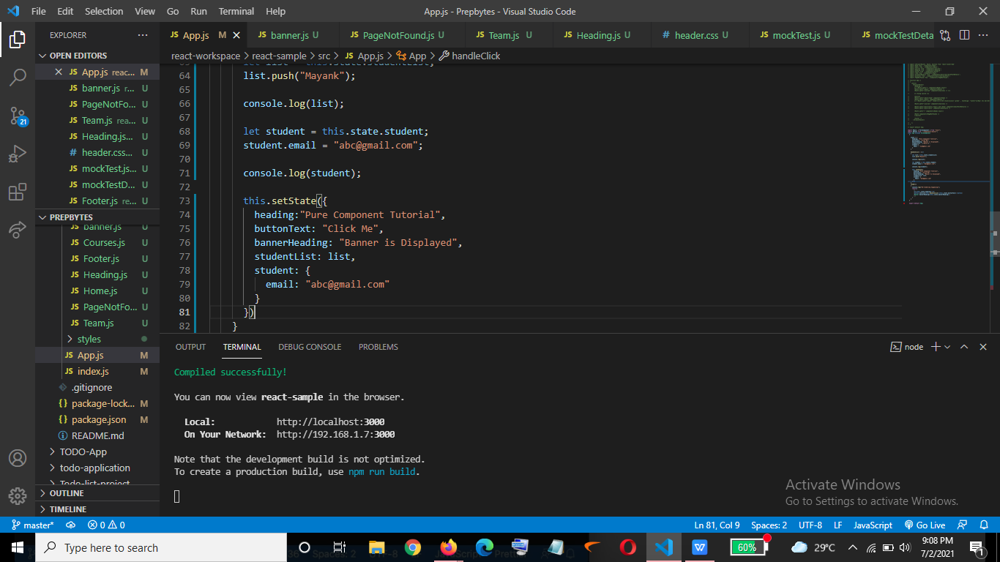 File Edit Selection View Go Run Terminal Help
App.js - Prepbytes - Visual Studio Code
EXPLORER
App.js M
banner.js U
PageNotFound.js U
Team.js U
Heading.js U
header.css U
mockTest.js U
mockTestDeta
react-workspace > react-sample > src > JS App.js > App > handleClick
OPEN EDITORS
JS App.js reac... M
JS banner.js r... U
JS PageNotFo... U
JS Team.js rea... U
JS Heading.js... U
# header.css... U
JS mockTest.js U
JS mockTestD... U
JS Footer.js re... U
PREPBYTES
JS banner.js U
JS Courses.js U
JS Footer.js U
JS Heading.js U
JS Home.js U
JS PageNotFo... U
JS Team.js U
styles
JS App.js M
JS index.js M
.gitignore
{} package-lock... M
{} package.json M
README.md
TODO-App
todo-application
Todo-list-project
OUTLINE
TIMELINE
21
63 let list = this.state.studentList;
64 list.push("Mayank");
65
66 console.log(list);
67
68 let student = this.state.student;
69 student.email = "abc@gmail.com";
70
71 console.log(student);
72
73 this.setState({
74 heading:"Pure Component Tutorial",
75 buttonText: "Click Me",
76 bannerHeading: "Banner is Displayed",
77 studentList: list,
78 student: {
79 email: "abc@gmail.com"
80 }
81 })
82 }
OUTPUT TERMINAL DEBUG CONSOLE PROBLEMS
node
Compiled successfully!
You can now view react-sample in the browser.
Local: http://localhost:3000
On Your Network: http://192.168.1.7:3000
Note that the development build is not optimized.
To create a production build, use npm run build.
Activate Windows
Go to Settings to activate Windows.
master* 0 0
Ln 81, Col 9 Spaces: 2 UTF-8 LF JavaScript Go Live
Type here to search
60%
29°C
9:08 PM
7/2/2021
1